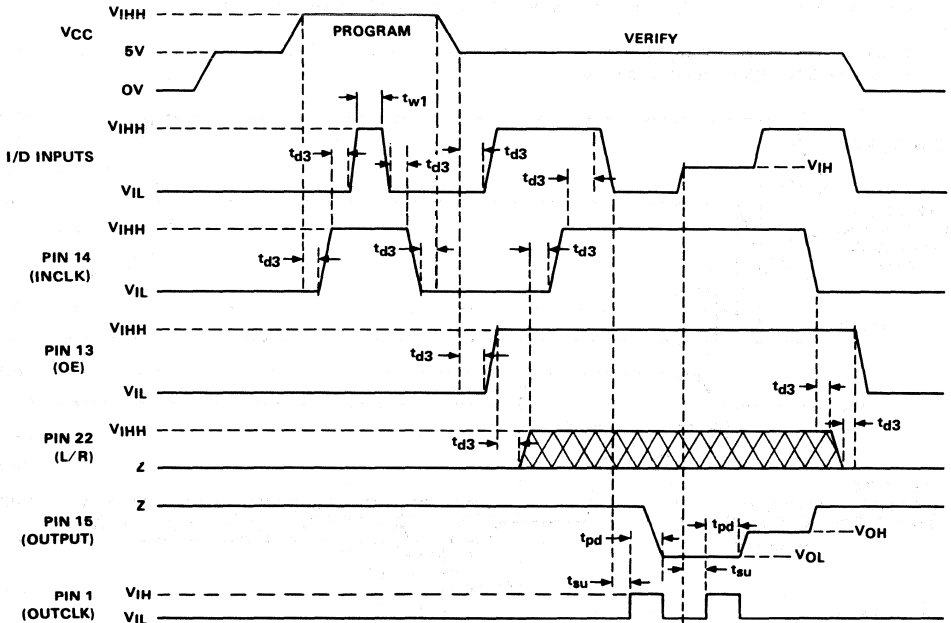 VIHH
VCC
PROGRAM
5V
VERIFY
0V
tw1
VIHH
I/D INPUTS
td3
td3
td3
td3
VIH
VIL
VIHH
PIN 14
(INCLK)
td3
td3
td3
VIL
VIHH
PIN 13
(OE)
td3
VIL
td3
VIHH
PIN 22
(L/R)
td3
td3
Z
Z
PIN 15
(OUTPUT)
tpd
tpd
VOH
VOL
tsu
tsu
PIN 1
(OUTCLK)
VIH
VIL